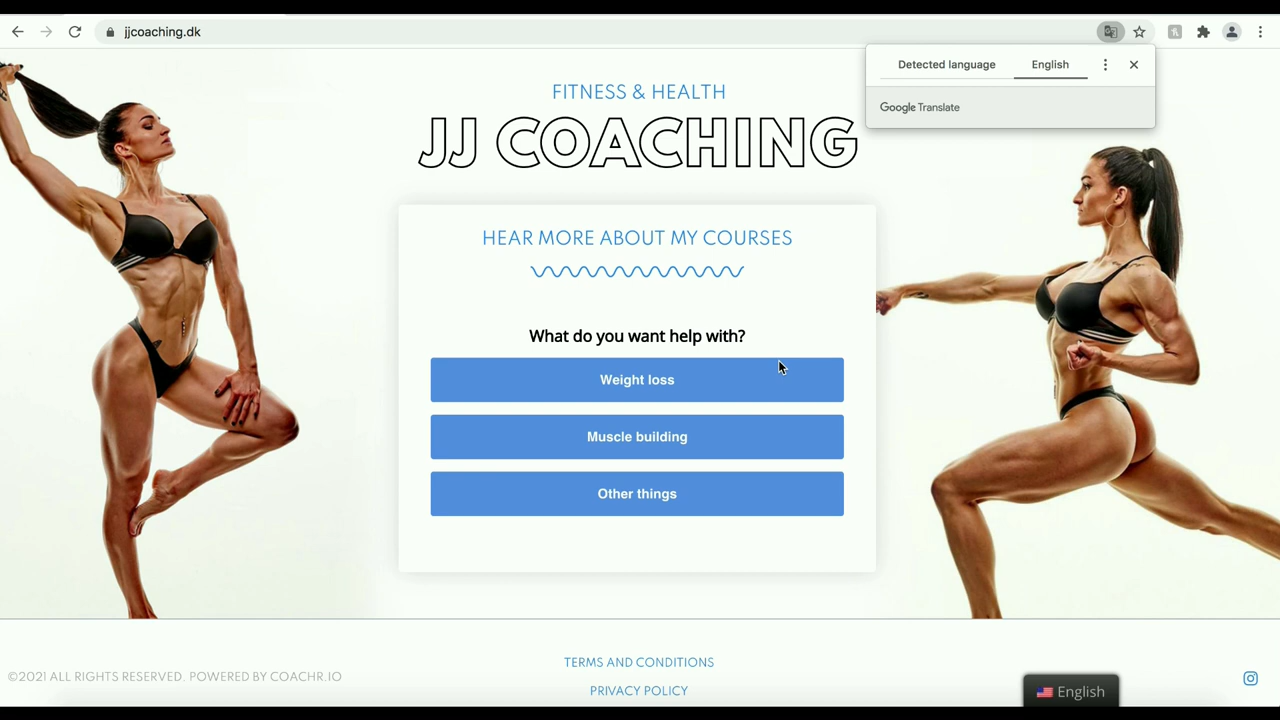 jjcoaching.dk
Detected language
English
Google Translate
FITNESS & HEALTH
JJ COACHING
HEAR MORE ABOUT MY COURSES
What do you want help with?
Weight loss
Muscle building
Other things
TERMS AND CONDITIONS
©2021 ALL RIGHTS RESERVED. POWERED BY COACHR.IO
PRIVACY POLICY
English